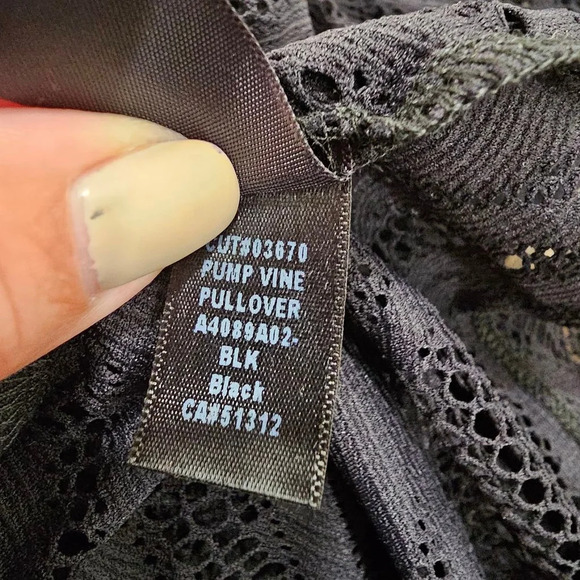 CUT#03670
PUMP VINE
PULLOVER
A4089A02-
BLK
Black
CA#51312